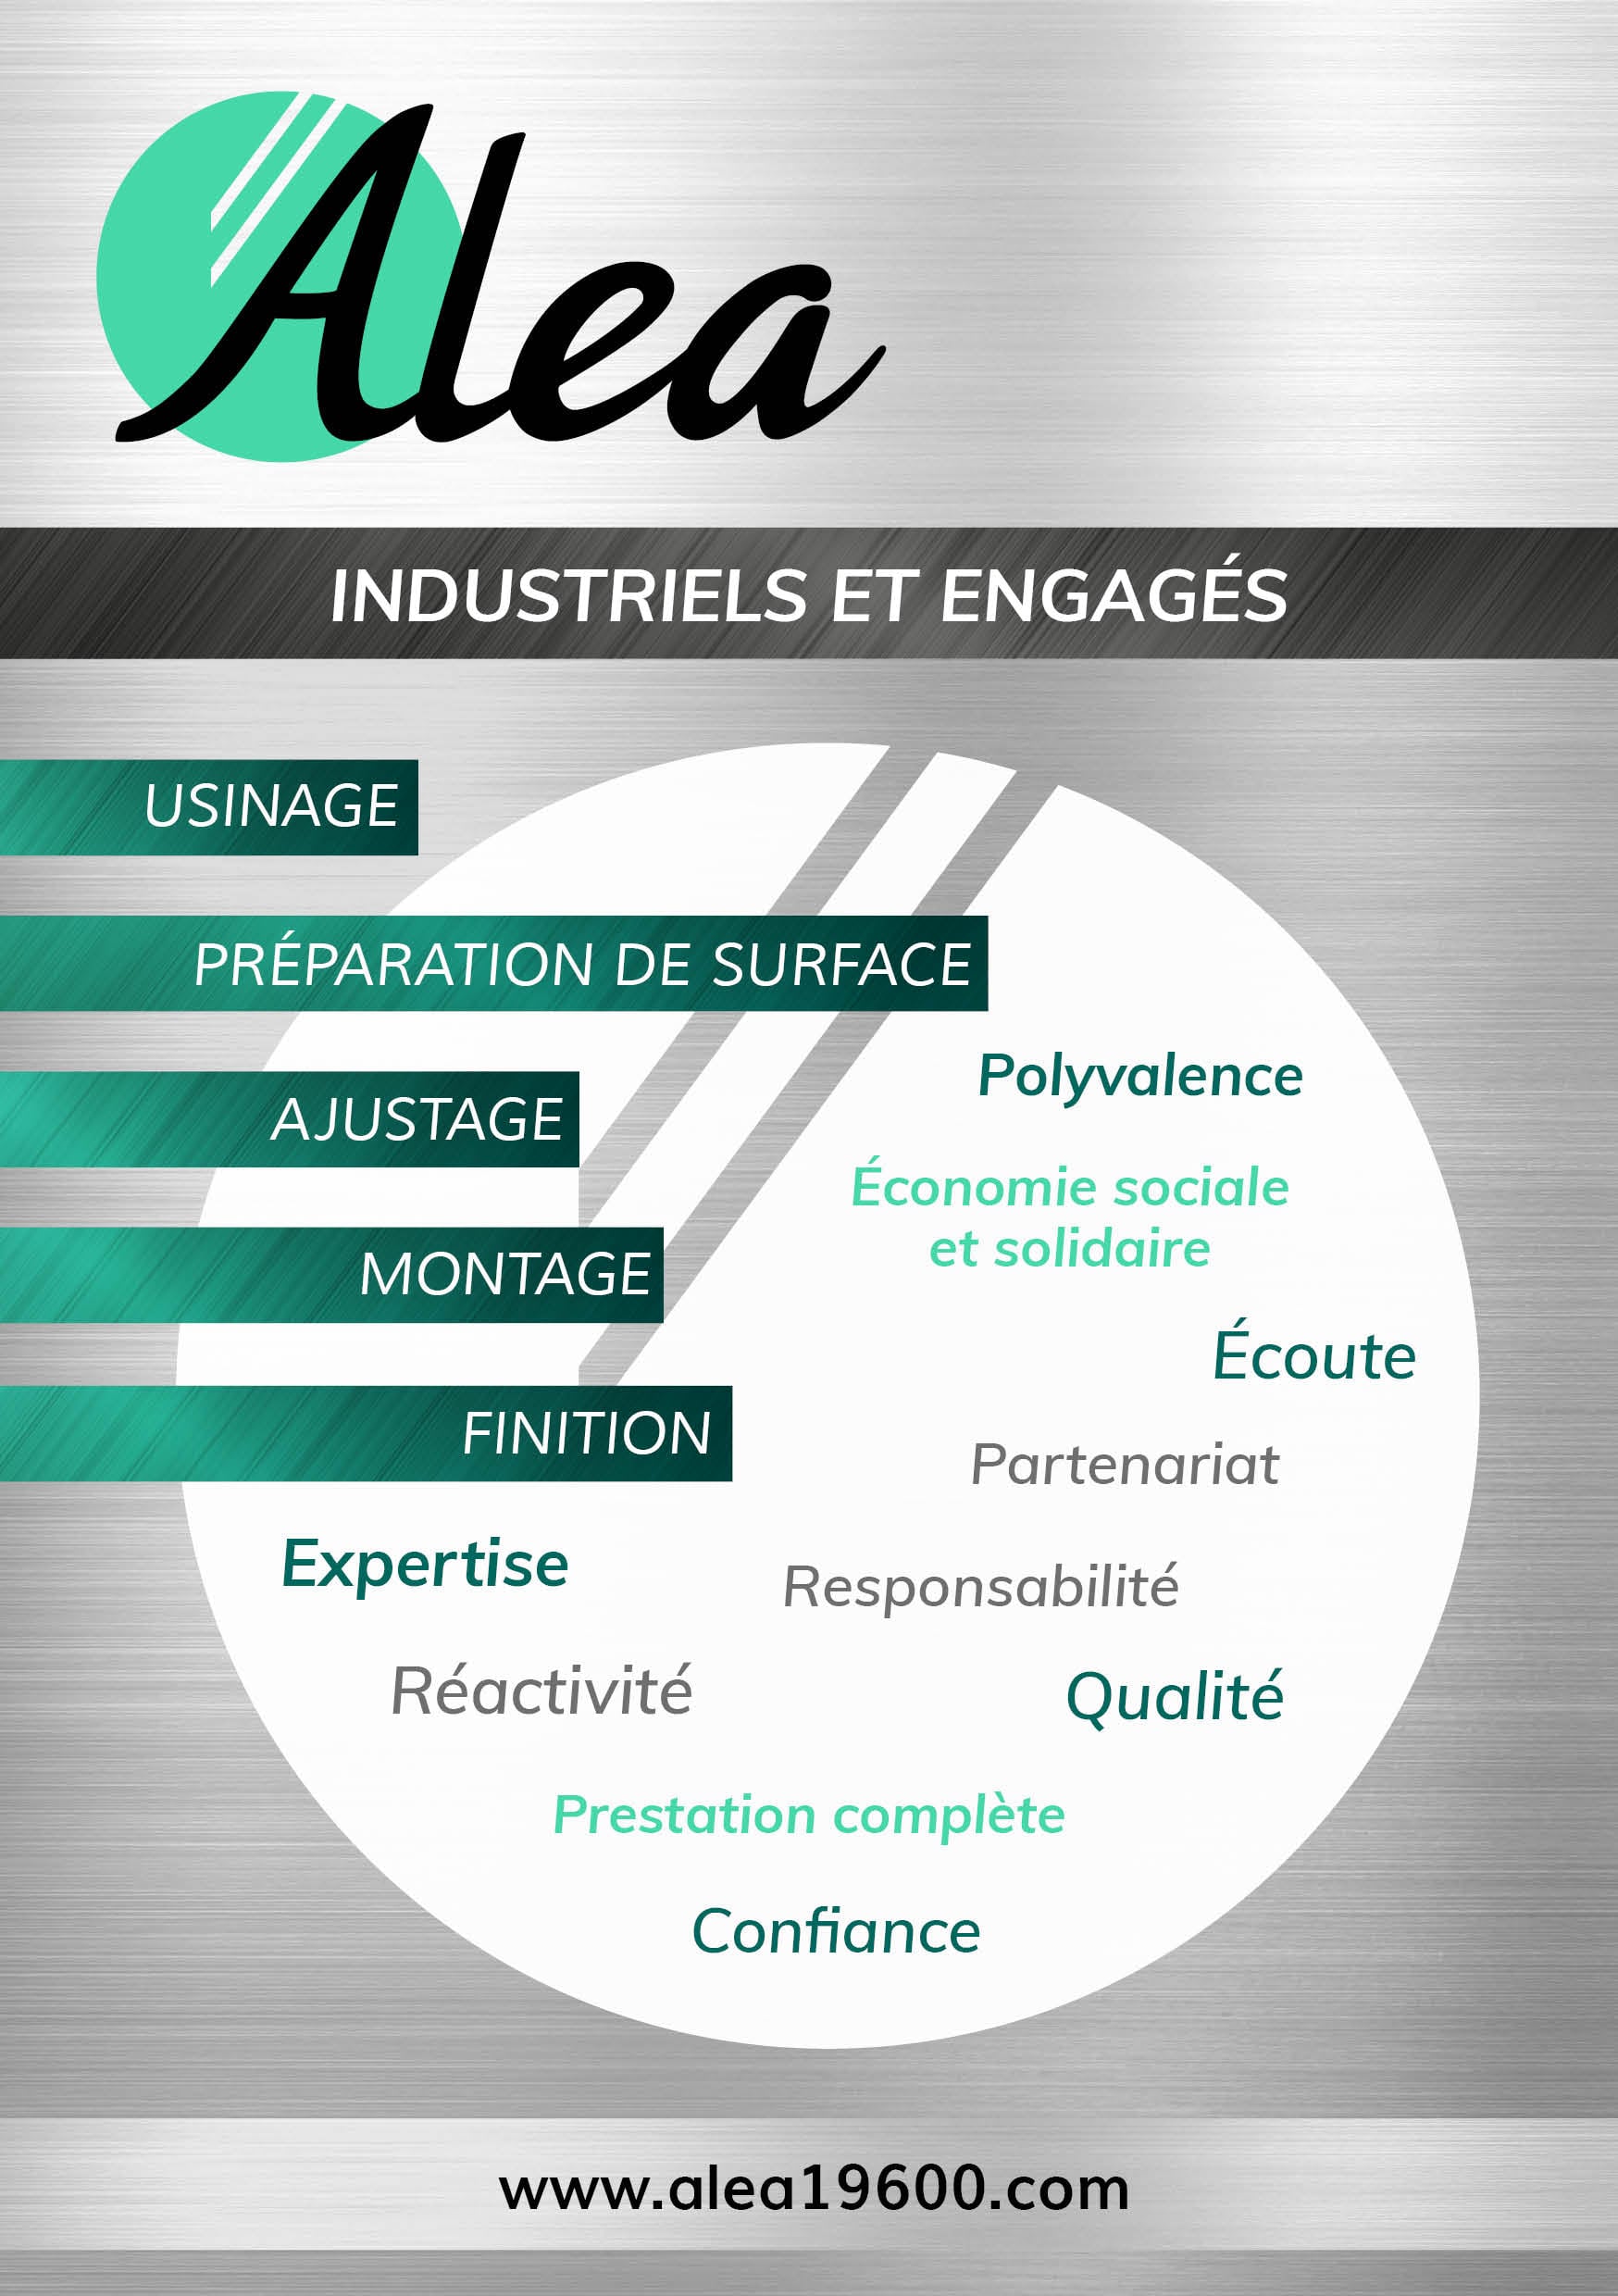 Alea
INDUSTRIELS ET ENGAGÉS
USINAGE
PRÉPARATION DE SURFACE
AJUSTAGE
MONTAGE
FINITION
Polyvalence
Économie sociale
et solidaire
Écoute
Partenariat
Expertise
Responsabilité
Réactivité
Qualité
Prestation complète
Confiance
www.alea19600.com